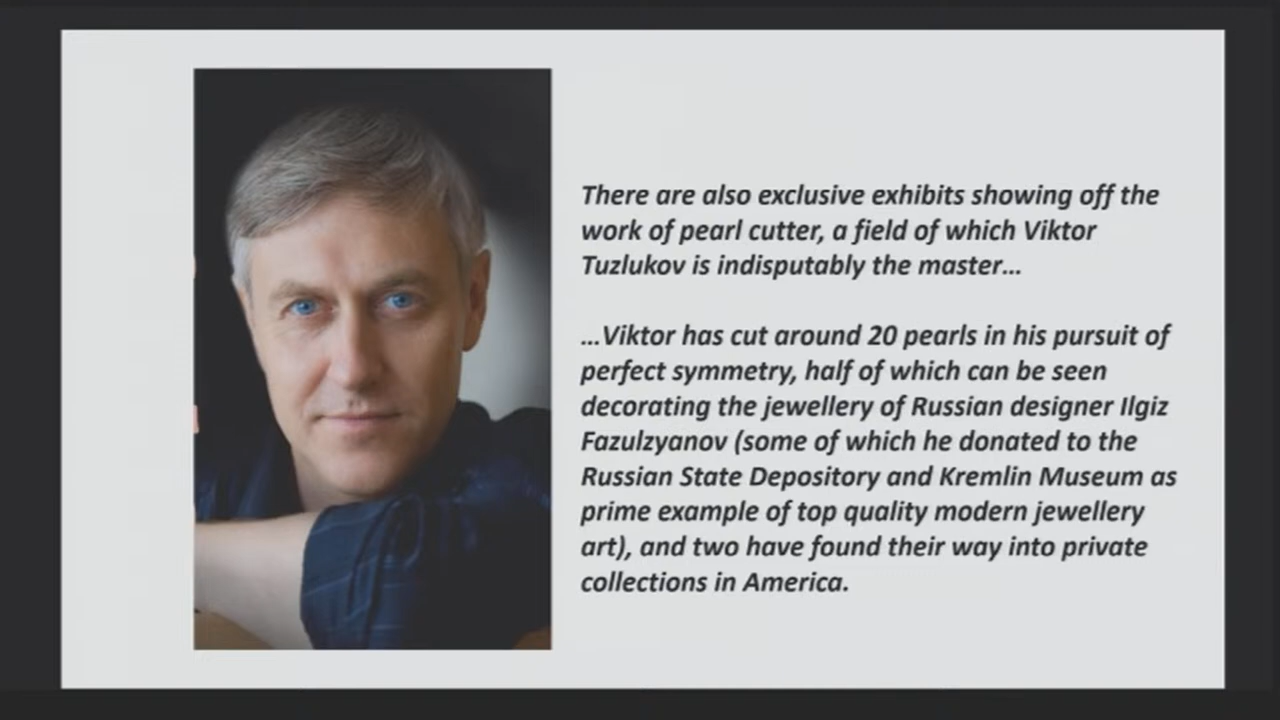 There are also exclusive exhibits showing off the
work of pearl cutter, a field of which Viktor
Tuzlukov is indisputably the master…
…Viktor has cut around 20 pearls in his pursuit of
perfect symmetry, half of which can be seen
decorating the jewellery of Russian designer Ilgiz
Fazulzyanov (some of which he donated to the
Russian State Depository and Kremlin Museum as
prime example of top quality modern jewellery
art), and two have found their way into private
collections in America.